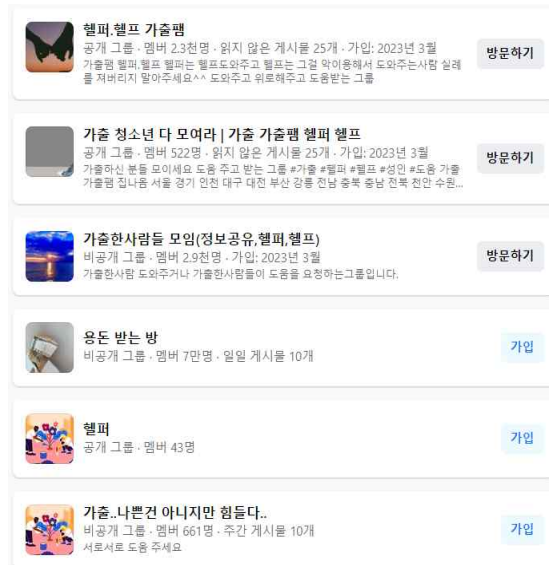 헬퍼.헬프 가출팸
공개 그룹 · 멤버 2.3천명 · 읽지 않은 게시물 25개 · 가입: 2023년 3월
가출팸 헬퍼.헬프 헬퍼는 헬프도와주고 헬프는 그걸 악이용해서 도와주는사람 실례
를 져버리지 말아주세요^^ 도와주고 위로해주고 도움받는 그룹
방문하기
가출 청소년 다 모여라 | 가출 가출팸 헬퍼 헬프
공개 그룹 · 멤버 522명 · 읽지 않은 게시물 25개 · 가입: 2023년 3월
가출하신 분들 모이세요 도움 주고 받는 그룹 #가출 #헬퍼 #헬프 #성인 #도움 가출
가출팸 집나옴 서울 경기 인천 대구 대전 부산 강릉 전남 충북 충남 전북 천안 수원...
방문하기
가출한사람들 모임(정보공유,헬퍼,헬프)
비공개 그룹 · 멤버 2.9천명 · 가입: 2023년 3월
가출한사람 도와주거나 가출한사람들이 도움을 요청하는그룹입니다.
방문하기
용돈 받는 방
비공개 그룹 · 멤버 7만명 · 일일 게시물 10개
가입
헬퍼
공개 그룹 · 멤버 43명
가입
가출..나쁜건 아니지만 힘들다..
비공개 그룹 · 멤버 661명 · 주간 게시물 10개
서로서로 도움 주세요
가입